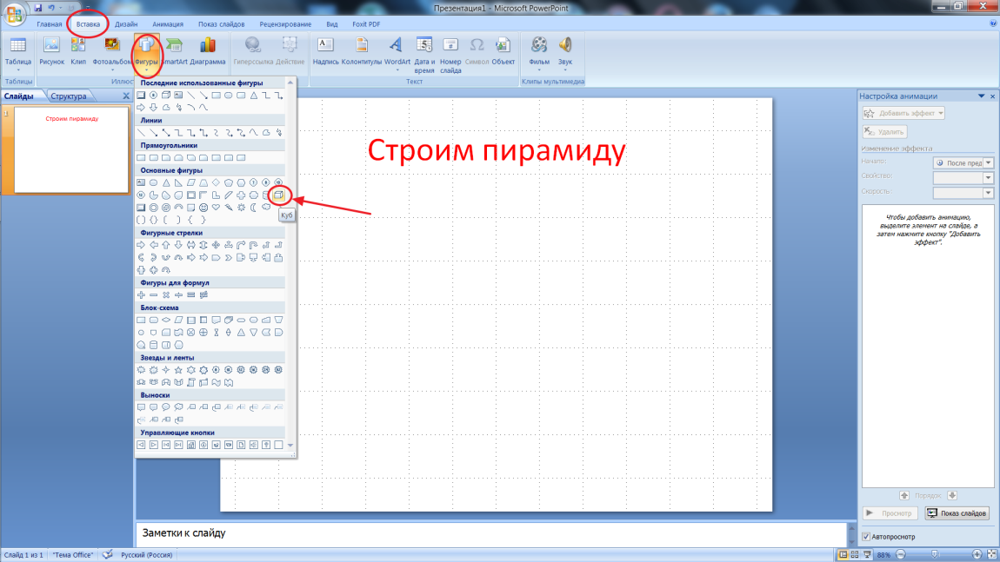 Презентация1 - Microsoft PowerPoint
Главная Вставка Дизайн Анимация Показ слайдов Рецензирование Вид Foxit PDF
Таблица Рисунок Клип Фотоальбом Фигуры SmartArt Диаграмма Гиперссылка Действие Надпись Колонтитулы WordArt Дата и время Номер слайда Символ Объект Фильм Звук
Таблицы Иллюс Текст Клипы мультимедиа
Слайды Структура X
1
Строим пирамиду
Последние использованные фигуры
Линии
Прямоугольники
Основные фигуры
Куб
Фигурные стрелки
Фигуры для формул
Блок-схема
Звезды и ленты
Выноски
Управляющие кнопки
Строим пирамиду
Настройка анимации
Добавить эффект
Удалить
Изменение эффекта
Начало: После пред
Свойство:
Скорость:
Чтобы добавить анимацию,
выделите элемент на слайде, а
затем нажмите кнопку "Добавить
эффект".
Порядок
Просмотр Показ слайдов
Автопросмотр
Заметки к слайду
Слайд 1 из 1 "Тема Office" Русский (Россия) 88%